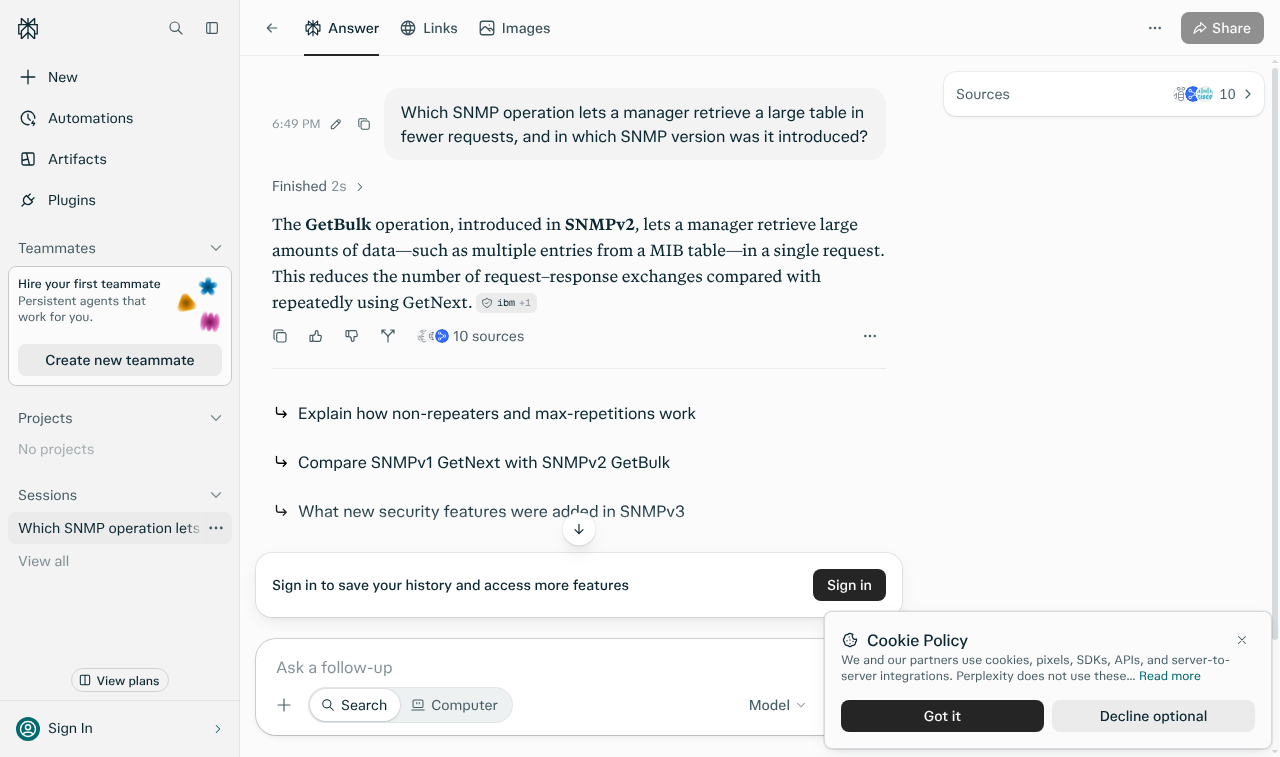 New
Automations
Artifacts
Plugins
Teammates
Hire your first teammate
Persistent agents that
work for you.
Create new teammate
Projects
No projects
Sessions
Which SNMP operation lets
View all
View plans
Sign In
Answer
Links
Images
Share
Sources
10
6:49 PM
Which SNMP operation lets a manager retrieve a large table in
fewer requests, and in which SNMP version was it introduced?
Finished 2s
The GetBulk operation, introduced in SNMPv2, lets a manager retrieve large
amounts of data—such as multiple entries from a MIB table—in a single request.
This reduces the number of request–response exchanges compared with
repeatedly using GetNext. ibm +1
10 sources
Explain how non-repeaters and max-repetitions work
Compare SNMPv1 GetNext with SNMPv2 GetBulk
What new security features were added in SNMPv3
Sign in to save your history and access more features
Sign in
Ask a follow-up
Search
Computer
Model
Cookie Policy
We and our partners use cookies, pixels, SDKs, APIs, and server-to-
server integrations. Perplexity does not use these... Read more
Got it
Decline optional